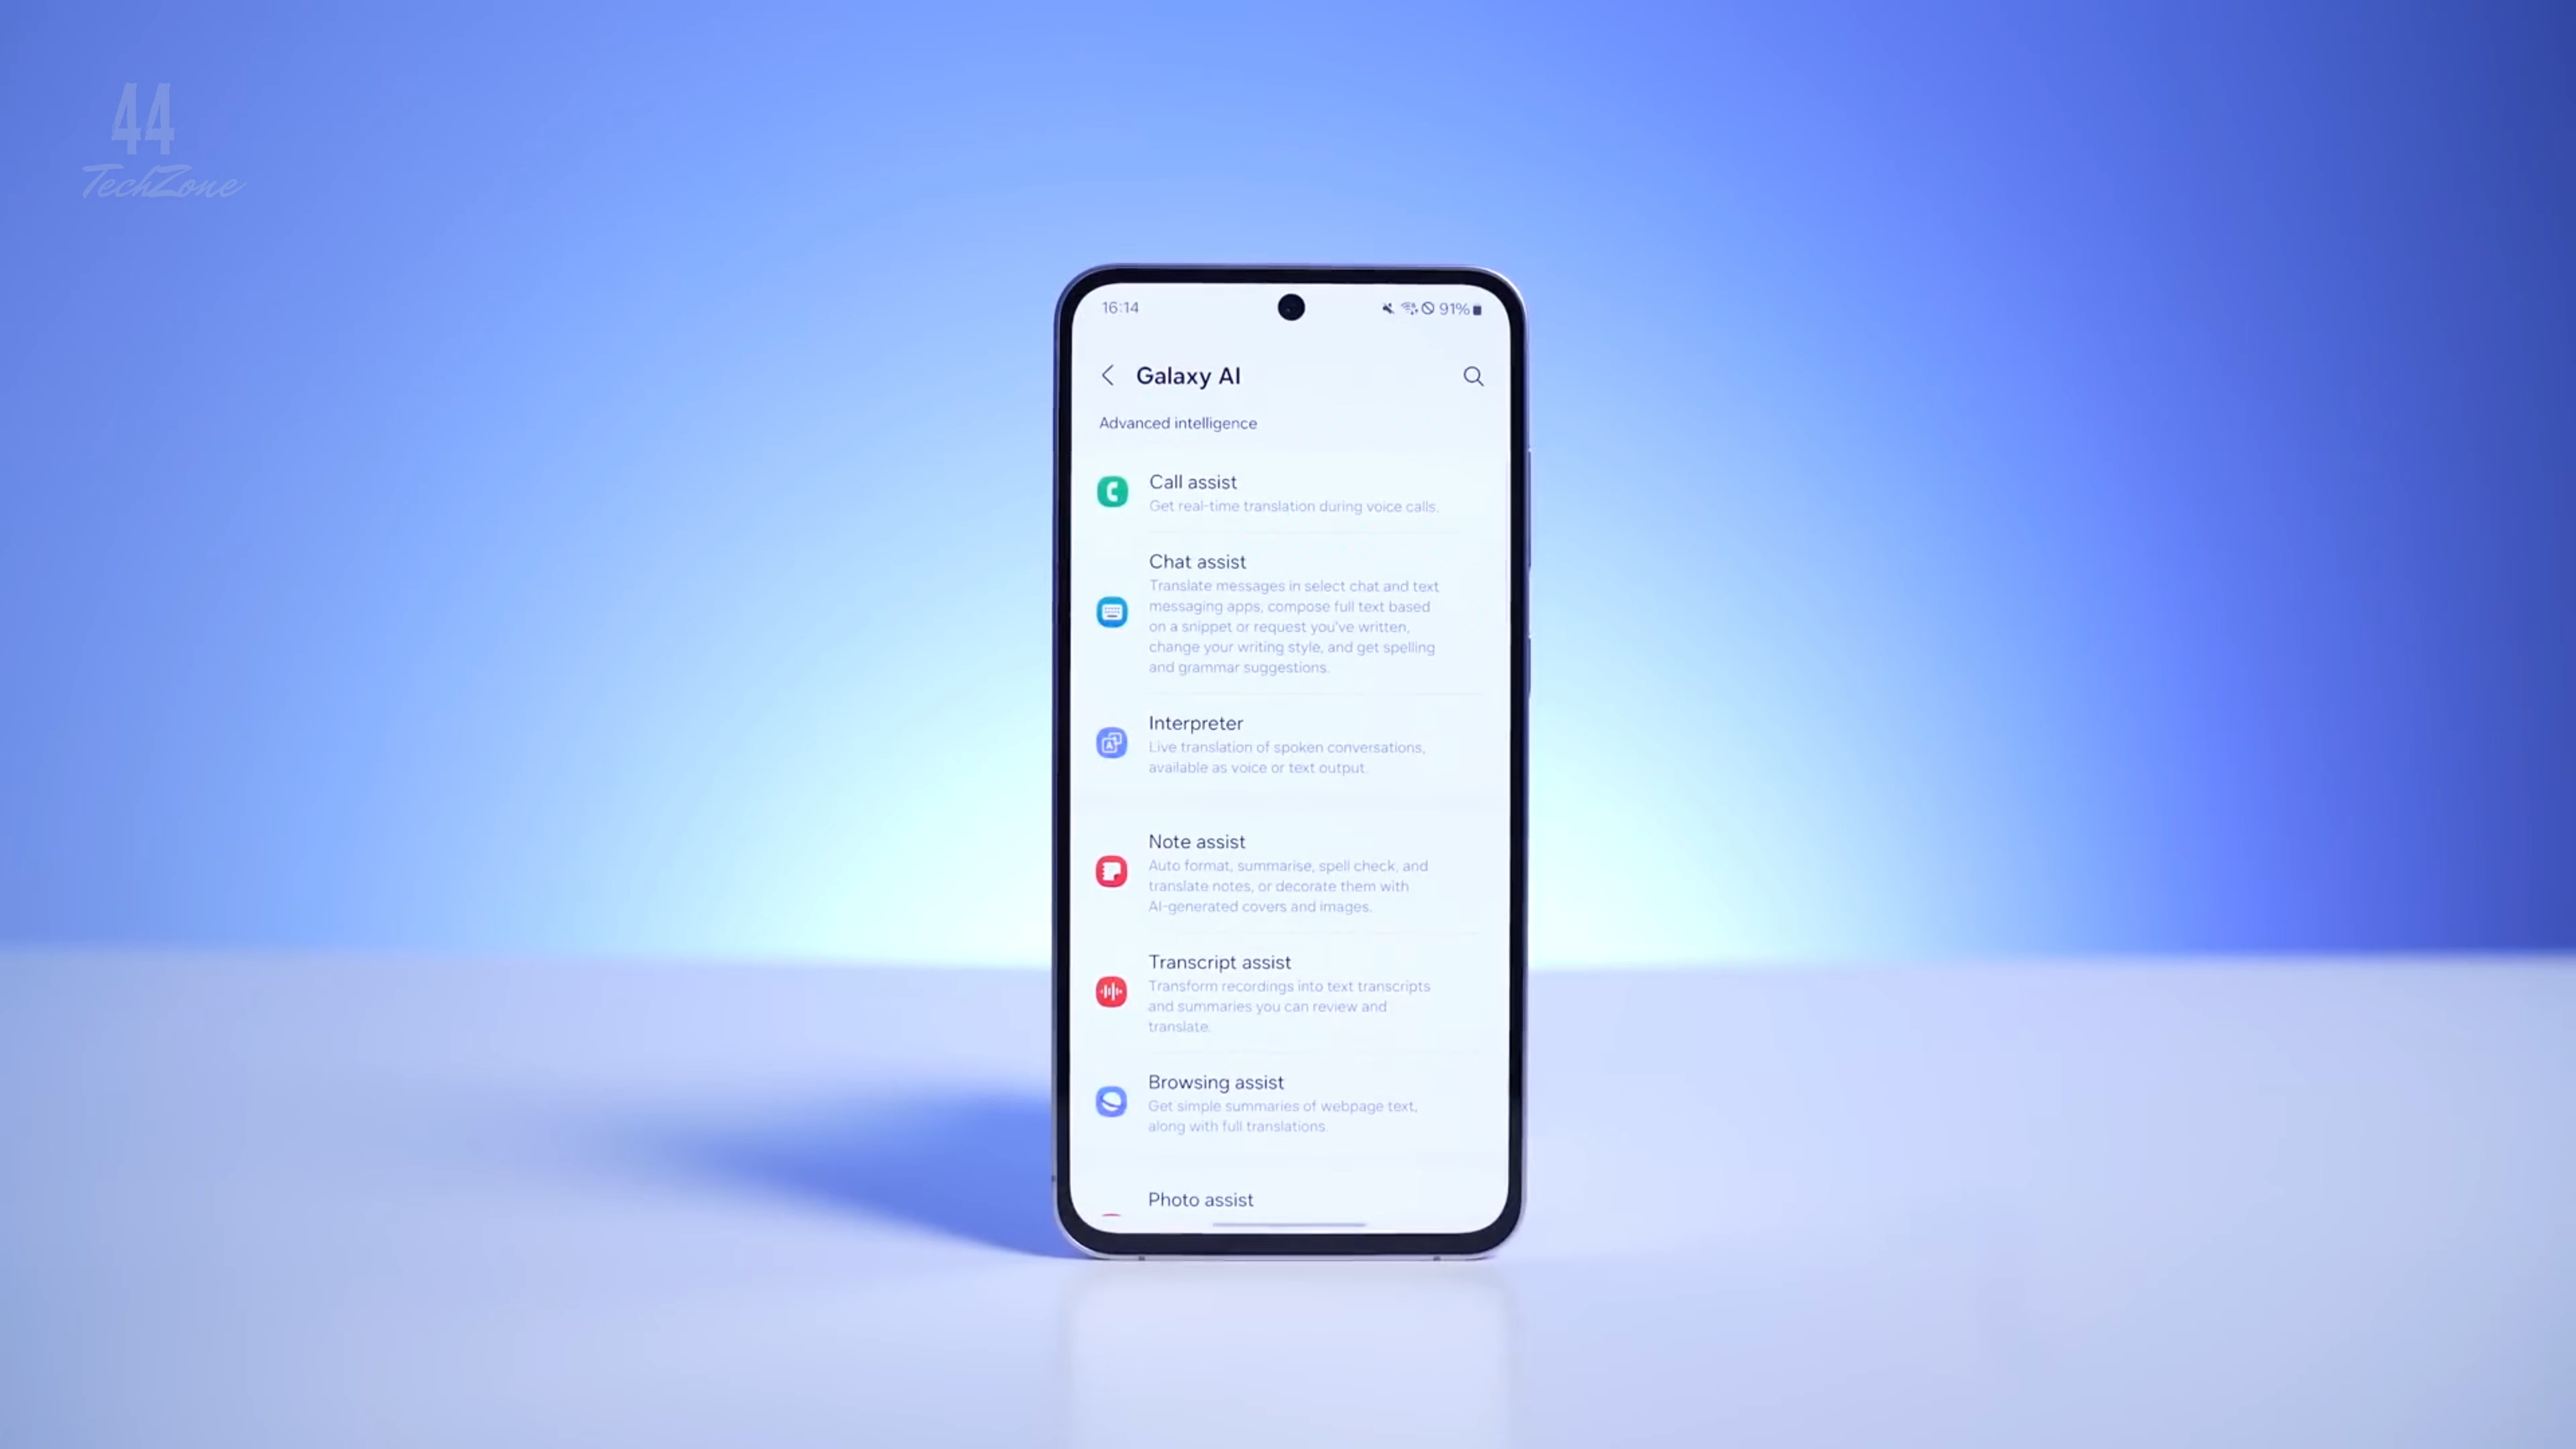 44
TechZone
16:14
91%
Galaxy AI
Advanced intelligence
Call assist
Get real-time translation during voice calls.
Chat assist
Translate messages in select chat and text
messaging apps, compose full text based
on a snippet or request you've written,
change your writing style, and get spelling
and grammar suggestions.
Interpreter
Live translation of spoken conversations,
available as voice or text output.
Note assist
Auto format, summarise, spell check, and
translate notes, or decorate them with
AI-generated covers and images.
Transcript assist
Transform recordings into text transcripts
and summaries you can review and
translate.
Browsing assist
Get simple summaries of webpage text,
along with full translations.
Photo assist